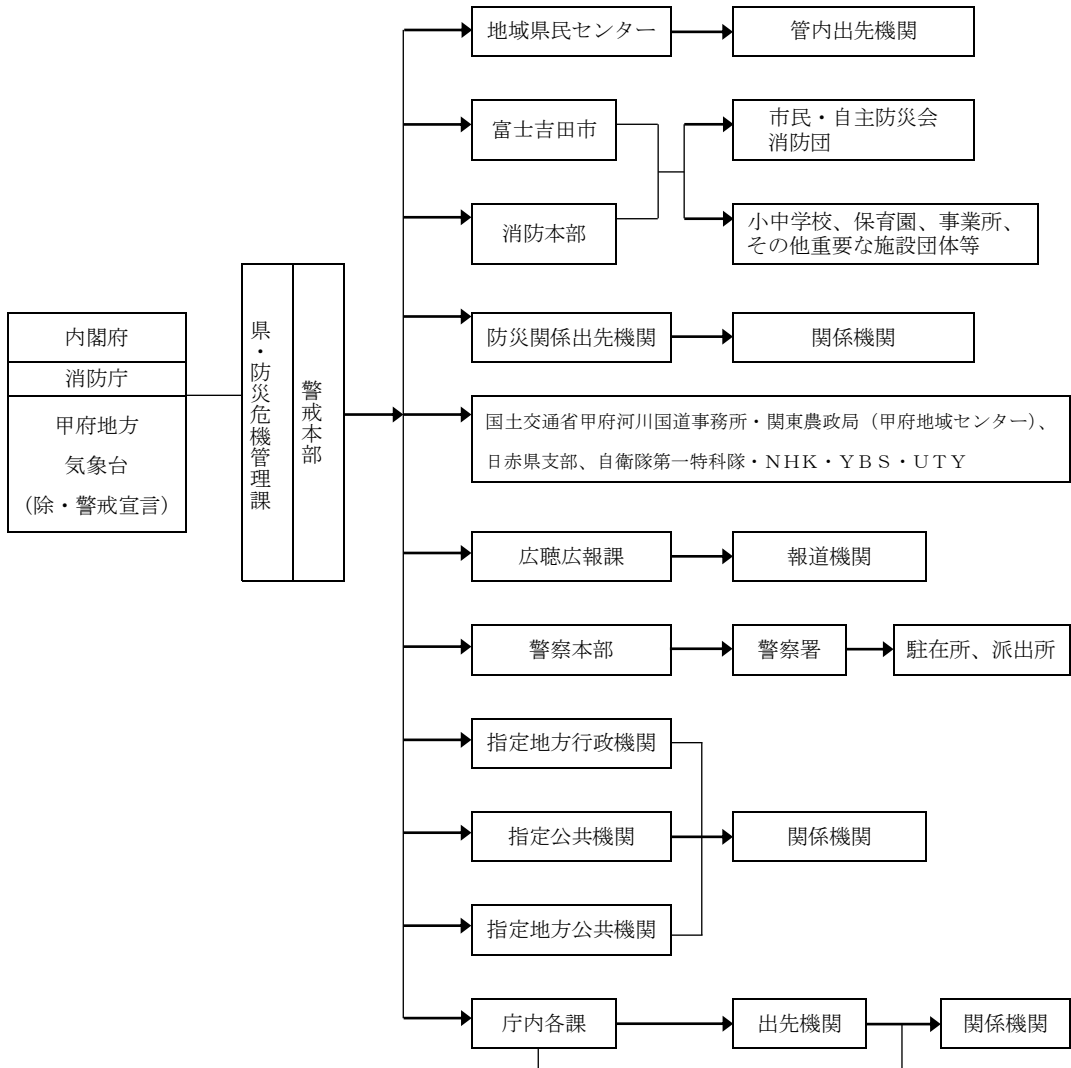 地域県民センター
管内出先機関
富士吉田市
市民・自主防災会
消防団
消防本部
小中学校、保育園、事業所、
その他重要な施設団体等
内閣府
消防庁
甲府地方
気象台
(除・警戒宣言)
県・防災危機管理課
警戒本部
防災関係出先機関
関係機関
国土交通省甲府河川国道事務所・関東農政局(甲府地域センター)、
日赤県支部、自衛隊第一特科隊・NHK・YBS・UTY
広聴広報課
報道機関
警察本部
警察署
駐在所、派出所
指定地方行政機関
指定公共機関
関係機関
指定地方公共機関
庁内各課
出先機関
関係機関